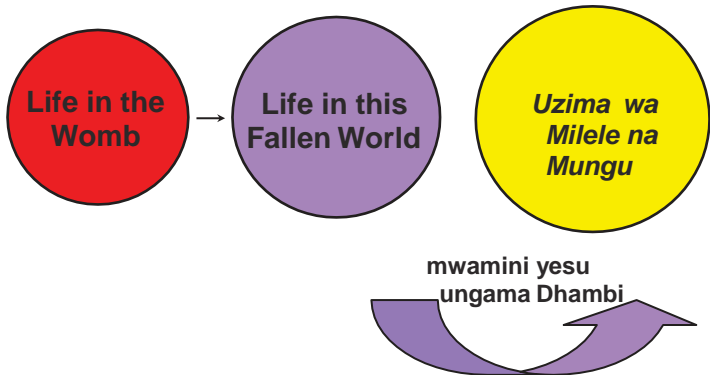 Life in the
Womb
Life in this
Fallen World
Uzima wa
Milele na
Mungu
mwamini yesu
ungama Dhambi